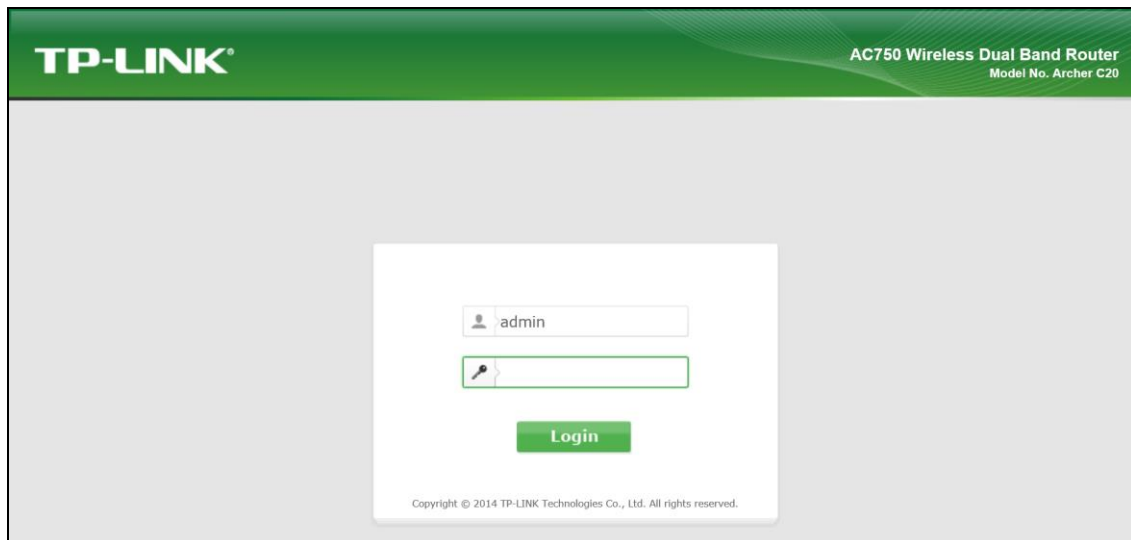 TP-LINK®
AC750 Wireless Dual Band Router
Model No. Archer C20
admin
Login
Copyright © 2014 TP-LINK Technologies Co., Ltd. All rights reserved.